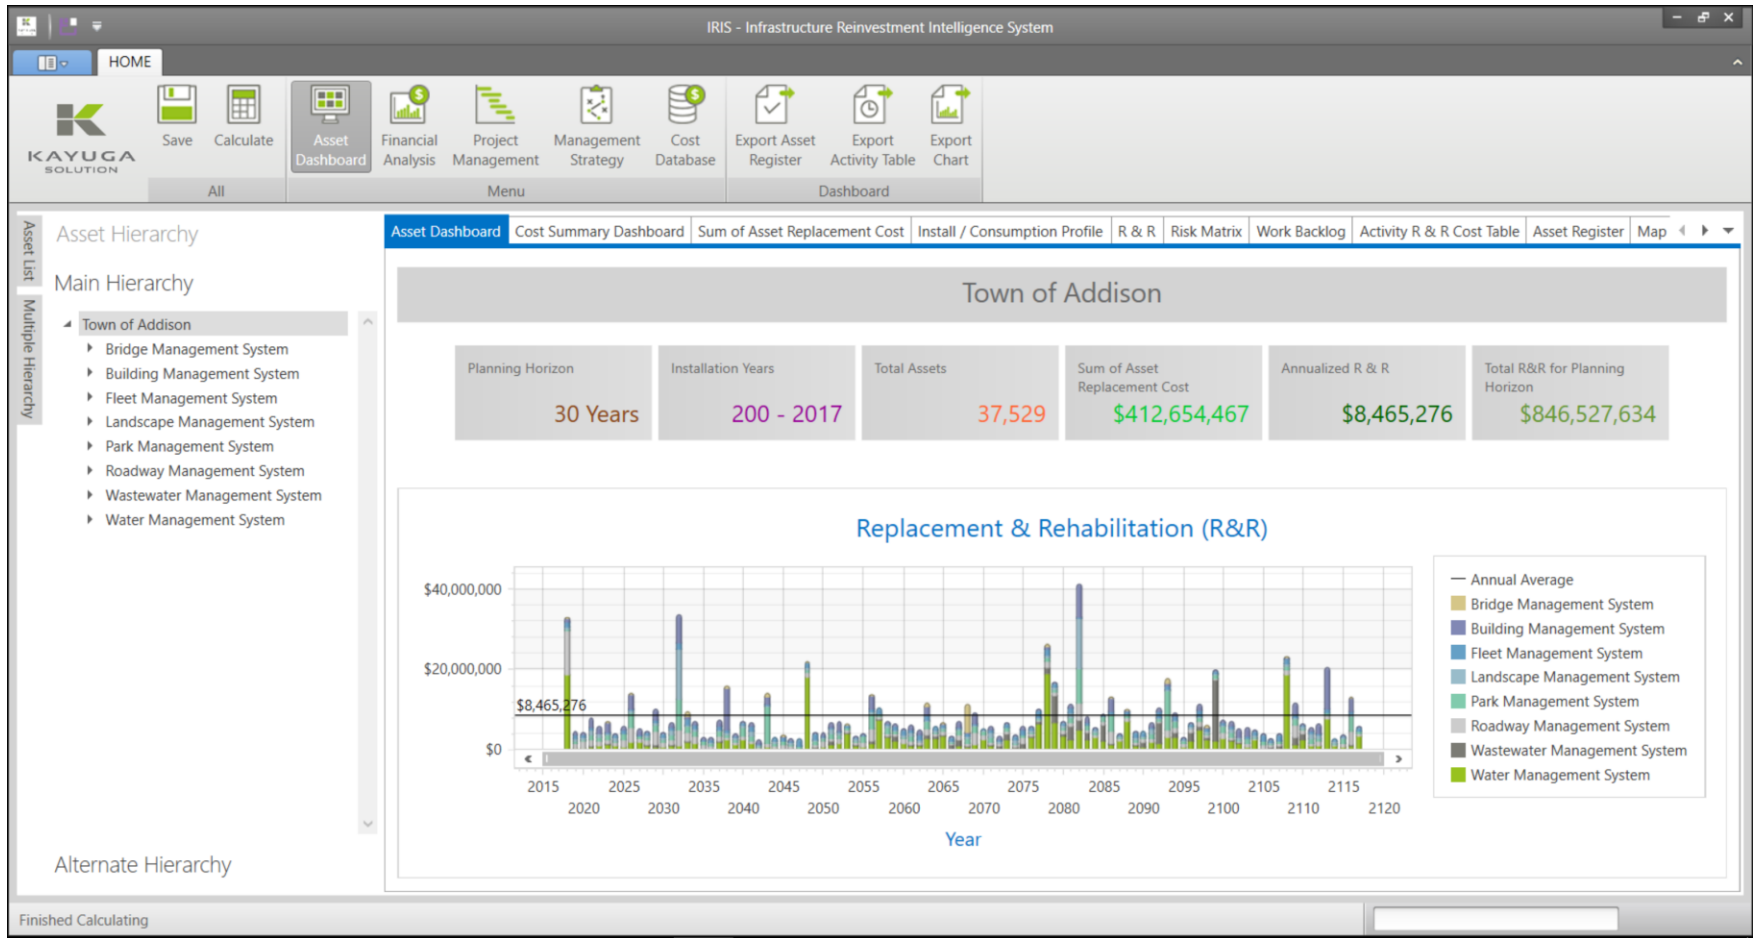 IRIS - Infrastructure Reinvestment Intelligence System
HOME
KAYUGA
SOLUTION
Save
Calculate
Asset
Dashboard
Financial
Analysis
Project
Management
Management
Strategy
Cost
Database
Export Asset
Register
Export
Activity Table
Export
Chart
All
Menu
Dashboard
Asset List
Multiple Hierarchy
Asset Hierarchy
Main Hierarchy
Town of Addison
Bridge Management System
Building Management System
Fleet Management System
Landscape Management System
Park Management System
Roadway Management System
Wastewater Management System
Water Management System
Alternate Hierarchy
Asset Dashboard
Cost Summary Dashboard
Sum of Asset Replacement Cost
Install / Consumption Profile
R & R
Risk Matrix
Work Backlog
Activity R & R Cost Table
Asset Register
Map
Town of Addison
Planning Horizon
30 Years
Installation Years
200 - 2017
Total Assets
37,529
Sum of Asset
Replacement Cost
$412,654,467
Annualized R & R
$8,465,276
Total R&R for Planning
Horizon
$846,527,634
Replacement & Rehabilitation (R&R)
$40,000,000
$20,000,000
$8,465,276
$0
2015 2025 2035 2045 2055 2065 2075 2085 2095 2105 2115
2020 2030 2040 2050 2060 2070 2080 2090 2100 2110 2120
Year
Annual Average
Bridge Management System
Building Management System
Fleet Management System
Landscape Management System
Park Management System
Roadway Management System
Wastewater Management System
Water Management System
Finished Calculating